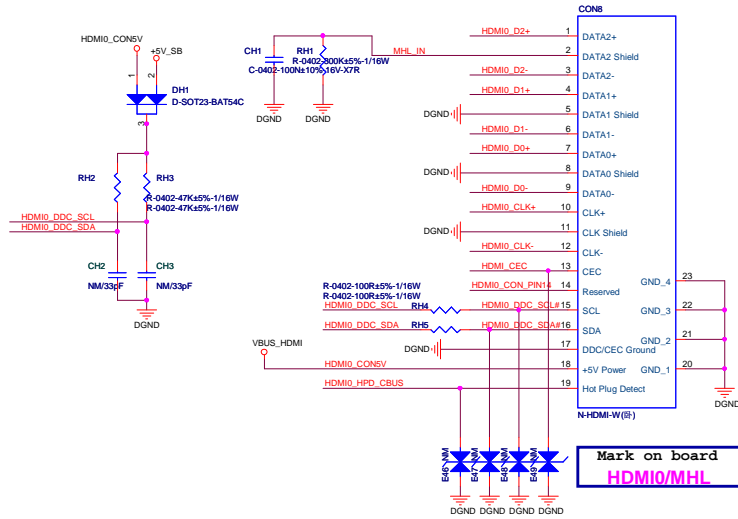 CON8
HDMI0_CON5V
+5V_SB
1
2
DH1
D-SOT23-BAT54C
3
CH1
RH1
R-0402-300K±5%-1/16W
C-0402-100N±10%-16V-X7R
MHL_IN
DGND
DGND
RH2
RH3
R-0402-47K±5%-1/16W
R-0402-47K±5%-1/16W
HDMI0_DDC_SCL
HDMI0_DDC_SDA
CH2
NM/33pF
CH3
NM/33pF
DGND
HDMI0_D2+
1
DATA2+
2
DATA2 Shield
HDMI0_D2-
3
DATA2-
HDMI0_D1+
4
DATA1+
DGND
5
DATA1 Shield
HDMI0_D1-
6
DATA1-
HDMI0_D0+
7
DATA0+
DGND
8
DATA0 Shield
HDMI0_D0-
9
DATA0-
HDMI0_CLK+
10
CLK+
DGND
11
CLK Shield
HDMI0_CLK-
12
CLK-
HDMI_CEC
13
CEC
HDMI0_CON_PIN14
14
Reserved
R-0402-100R±5%-1/16W
R-0402-100R±5%-1/16W
HDMI0_DDC_SCL
RH4
HDMI0_DDC_SCL#
15
SCL
HDMI0_DDC_SDA
RH5
HDMI0_DDC_SDA#
16
SDA
DGND
17
DDC/CEC Ground
VBUS_HDMI
HDMI0_CON5V
18
+5V Power
HDMI0_HPD_CBUS
19
Hot Plug Detect
GND_4
23
GND_3
22
GND_2
21
GND_1
20
DGND
N-HDMI-W(卧)
E46\NM
E47\NM
E48\NM
E49\NM
DGND
DGND
DGND
DGND
Mark on board
HDMI0/MHL